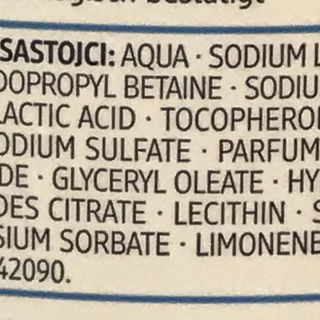 SASTOJCI: AQUA · SODIUM L
DOPROPYL BETAINE · SODIU
LACTIC ACID · TOCOPHEROL
ODIUM SULFATE · PARFUM
DE · GLYCERYL OLEATE · HY
DES CITRATE · LECITHIN · S
SIUM SORBATE · LIMONENE
42090.